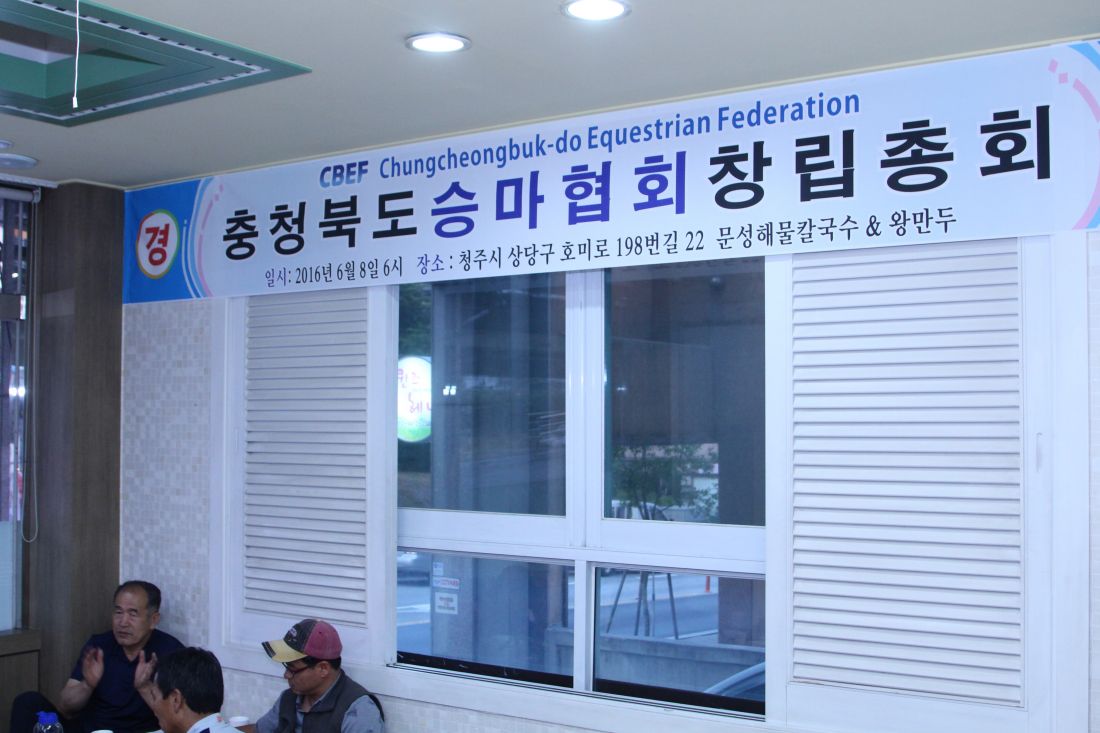 CBEF Chungcheongbuk-do Equestrian Federation
경
충청북도승마협회창립총회
일시: 2016년 6월 8일 6시 장소 : 청주시 상당구 호미로 198번길 22 문성해물칼국수 & 왕만두